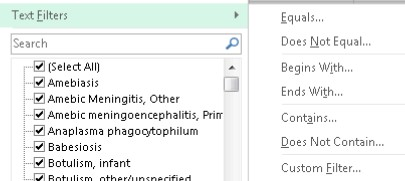 Text Filters
Search
(Select All)
Amebiasis
Amebic Meningitis, Other
Amebic meningoencephalitis, Prim
Anaplasma phagocytophilum
Babesiosis
Botulism, infant
Botulism, other/unspecified
Equals...
Does Not Equal...
Begins With...
Ends With...
Contains...
Does Not Contain...
Custom Filter...